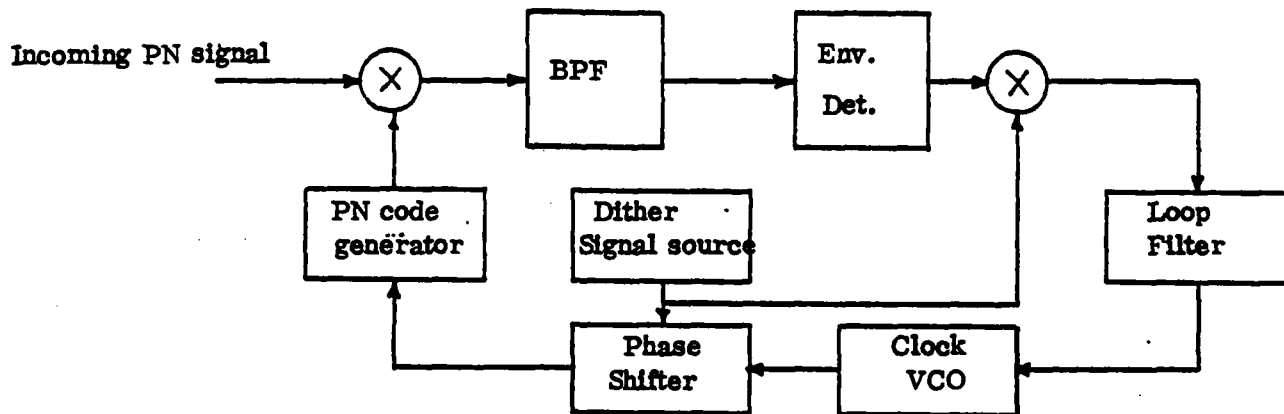 Incoming PN signal
X
BPF
Env.
Det.
X
PN code
generator
Dither
Signal source
Loop
Filter
Phase
Shifter
Clock
VCO